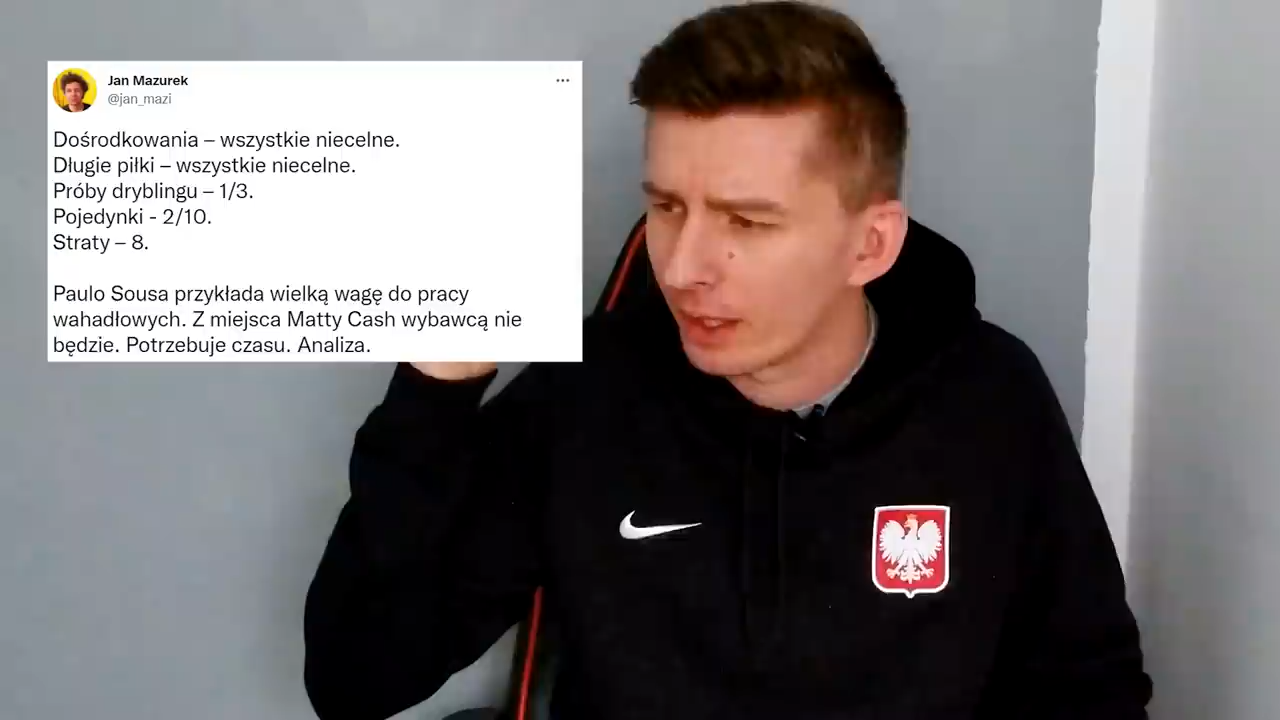 Jan Mazurek
@jan_mazi
Dośrodkowania – wszystkie niecelne.
Długie piłki – wszystkie niecelne.
Próby dryblingu – 1/3.
Pojedynki - 2/10.
Straty – 8.
Paulo Sousa przykłada wielką wagę do pracy
wahadłowych. Z miejsca Matty Cash wybawcą nie
będzie. Potrzebuje czasu. Analiza.